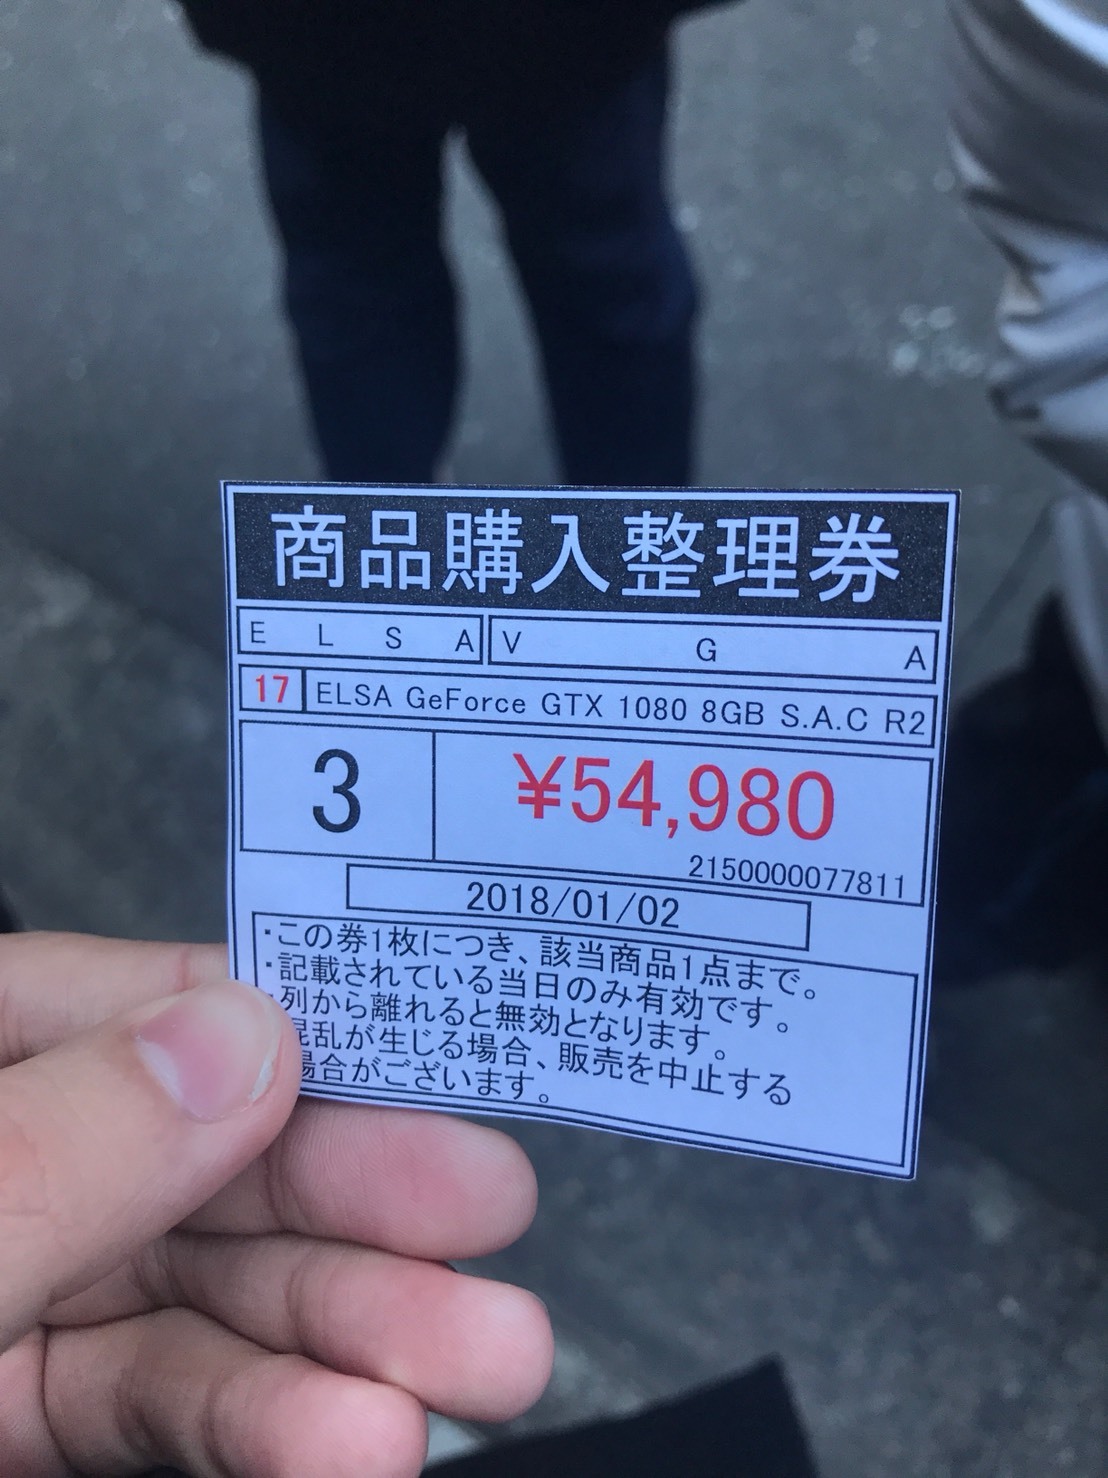 商品購入整理券
ELSA VGA
17 ELSA GeForce GTX 1080 8GB S.A.C R2
3 ¥54,980
2150000077811
2018/01/02
・この券1枚につき、該当商品1点まで。
・記載されている当日のみ有効です。
列から離れると無効となります。
混乱が生じる場合、販売を中止する
場合がございます。